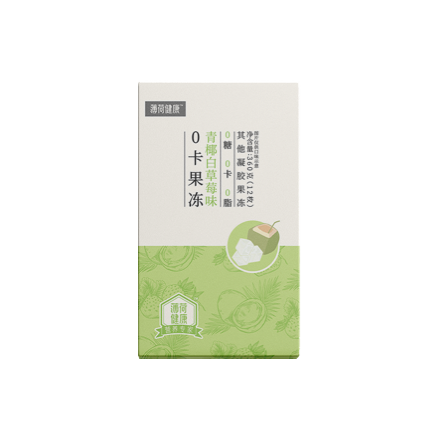 薄荷健康
0卡果冻
青椰白草莓味
0糖 0卡 0脂
其他凝胶果冻
净含量:360克(12枚)
薄荷
健康